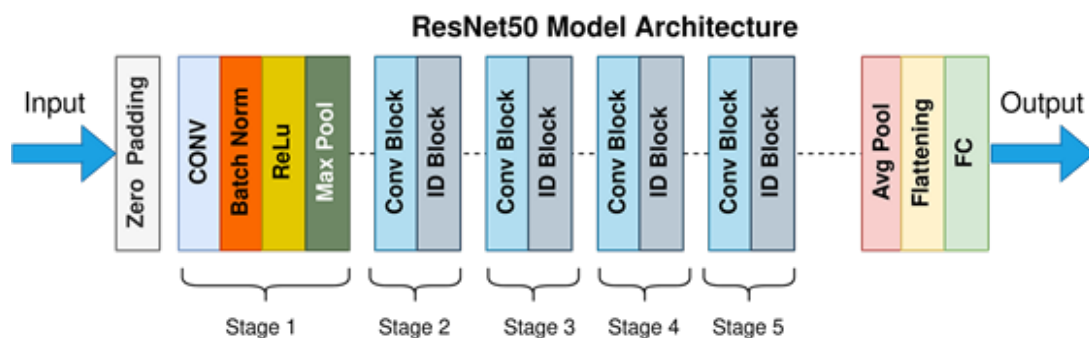 ResNet50 Model Architecture
Input
Zero Padding
CONV
Batch Norm
ReLu
Max Pool
Conv Block
ID Block
Conv Block
ID Block
Conv Block
ID Block
Conv Block
ID Block
Avg Pool
Flattening
FC
Output
Stage 1
Stage 2
Stage 3
Stage 4
Stage 5